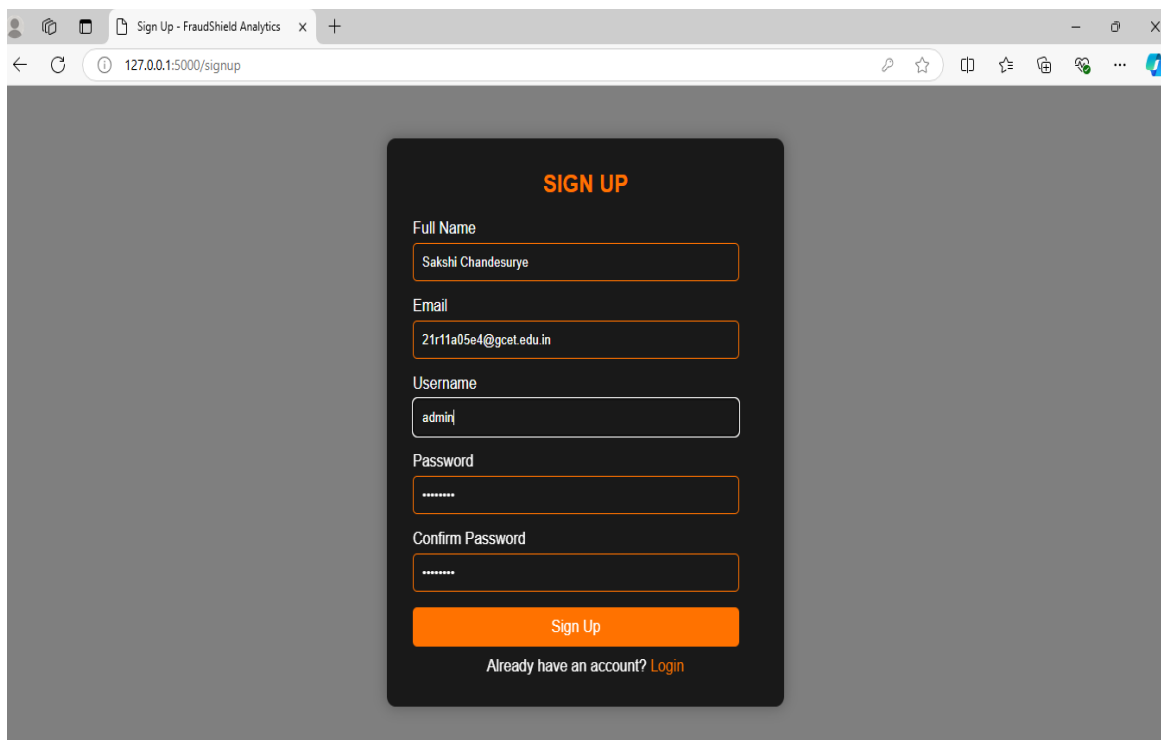 Sign Up - FraudShield Analytics
127.0.0.1:5000/signup
SIGN UP
Full Name
Sakshi Chandesurye
Email
21r11a05e4@gcet.edu.in
Username
admin
Password
••••••••
Confirm Password
••••••••
Sign Up
Already have an account? Login